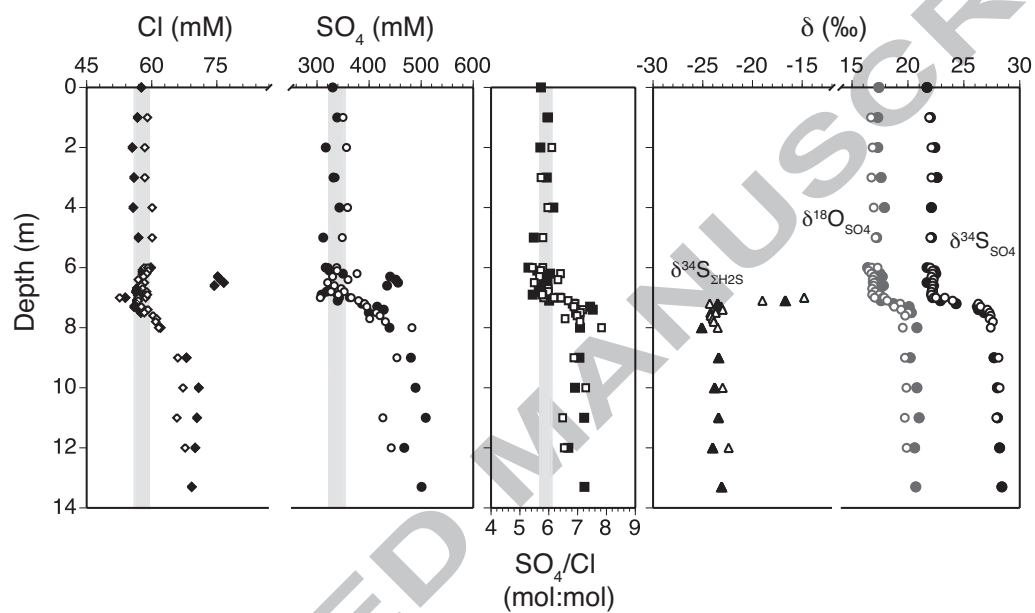 Cl (mM) SO4 (mM) δ (‰)
45 60 75 300 400 500 600 -30 -25 -20 -15 15 20 25 30
0
2
4
6
8
10
12
14
Depth (m)
δ18OSO4
δ34SSO4
δ34SΣH2S
4 5 6 7 8 9
SO4/Cl
(mol:mol)
ED MANUSCR